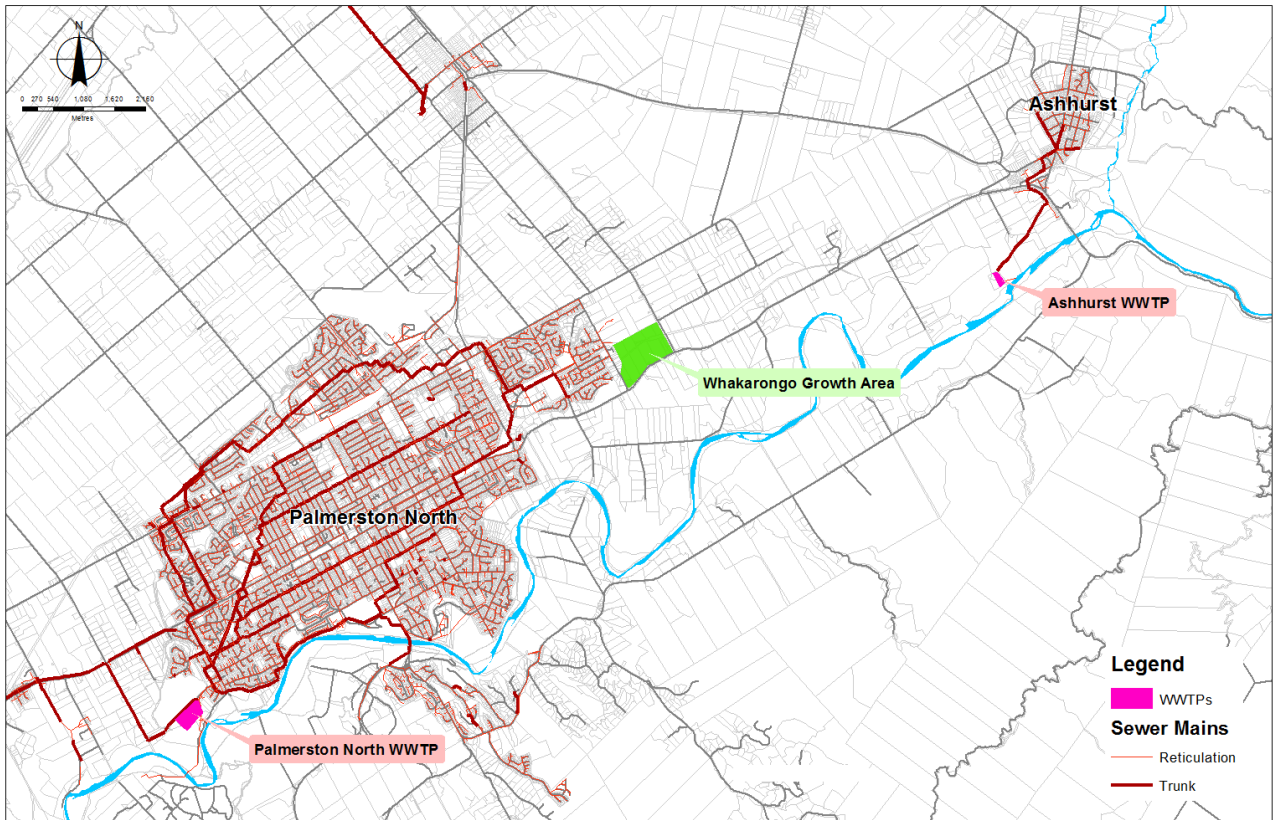 N
0 270 540 1,080 1,620 2,160
Metres
Ashhurst
Ashhurst WWTP
Whakarongo Growth Area
Palmerston North
Palmerston North WWTP
Legend
WWTPs
Sewer Mains
Reticulation
Trunk